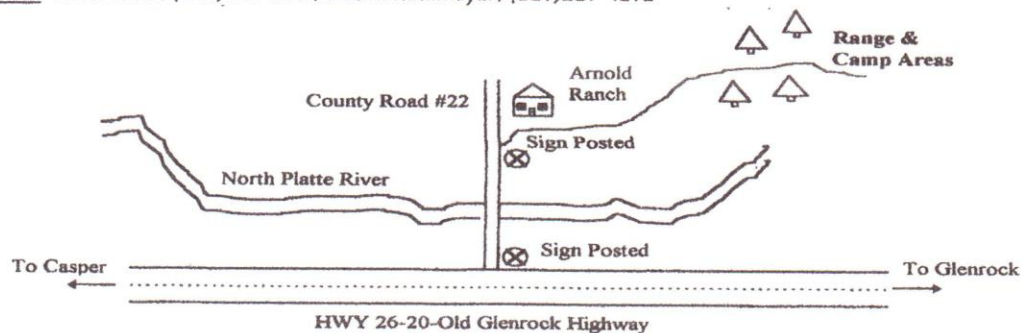 Range &
Camp Areas
Arnold
Ranch
County Road #22
Sign Posted
North Platte River
Sign Posted
To Casper
To Glenrock
HWY 26-20-Old Glenrock Highway